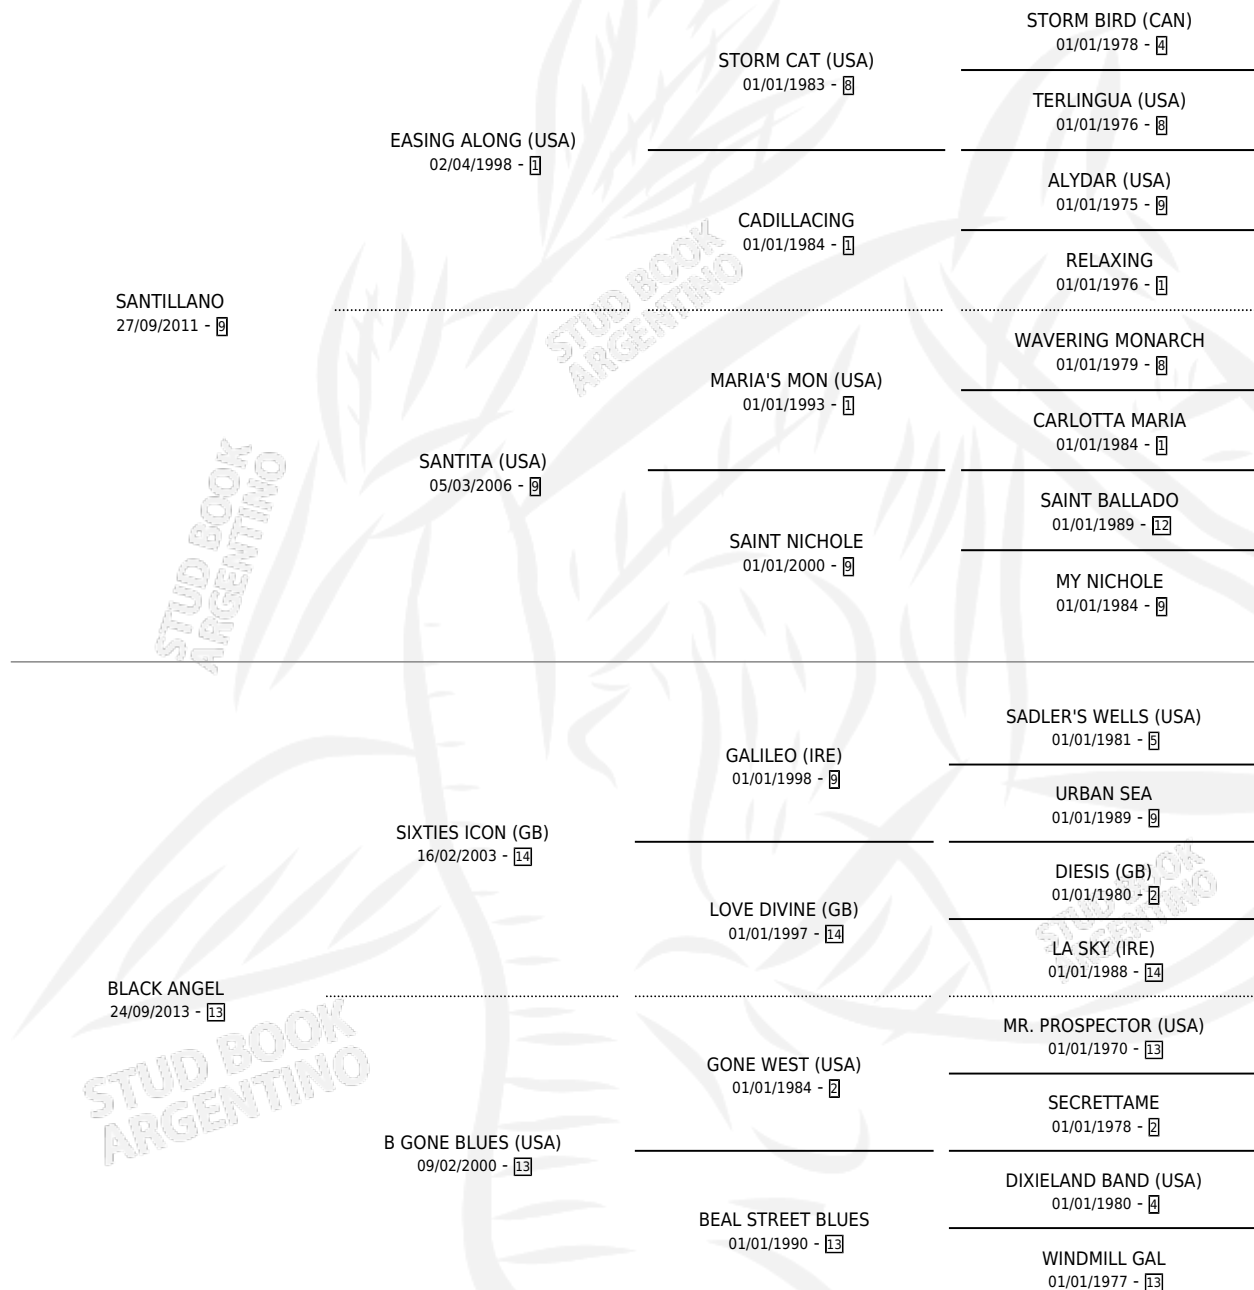 SANTILLANO
27/09/2011 - 9
EASING ALONG (USA)
02/04/1998 - 1
STORM CAT (USA)
01/01/1983 - 8
STORM BIRD (CAN)
01/01/1978 - 4
TERLINGUA (USA)
01/01/1976 - 8
CADILLACING
01/01/1984 - 1
ALYDAR (USA)
01/01/1975 - 9
RELAXING
01/01/1976 - 1
SANTITA (USA)
05/03/2006 - 9
MARIA'S MON (USA)
01/01/1993 - 1
WAVERING MONARCH
01/01/1979 - 8
CARLOTTA MARIA
01/01/1984 - 1
SAINT NICHOLE
01/01/2000 - 9
SAINT BALLADO
01/01/1989 - 12
MY NICHOLE
01/01/1984 - 9
BLACK ANGEL
24/09/2013 - 13
SIXTIES ICON (GB)
16/02/2003 - 14
GALILEO (IRE)
01/01/1998 - 9
SADLER'S WELLS (USA)
01/01/1981 - 5
URBAN SEA
01/01/1989 - 9
LOVE DIVINE (GB)
01/01/1997 - 14
DIESIS (GB)
01/01/1980 - 2
LA SKY (IRE)
01/01/1988 - 14
B GONE BLUES (USA)
09/02/2000 - 13
GONE WEST (USA)
01/01/1984 - 2
MR. PROSPECTOR (USA)
01/01/1970 - 13
SECRETTAME
01/01/1978 - 2
BEAL STREET BLUES
01/01/1990 - 13
DIXIELAND BAND (USA)
01/01/1980 - 4
WINDMILL GAL
01/01/1977 - 13
STUD BOOK
ARGENTINO
STUD BOOK
ARGENTINO
STUD BOOK
ARGENTINO
STUD BOOK
ARGENTINO